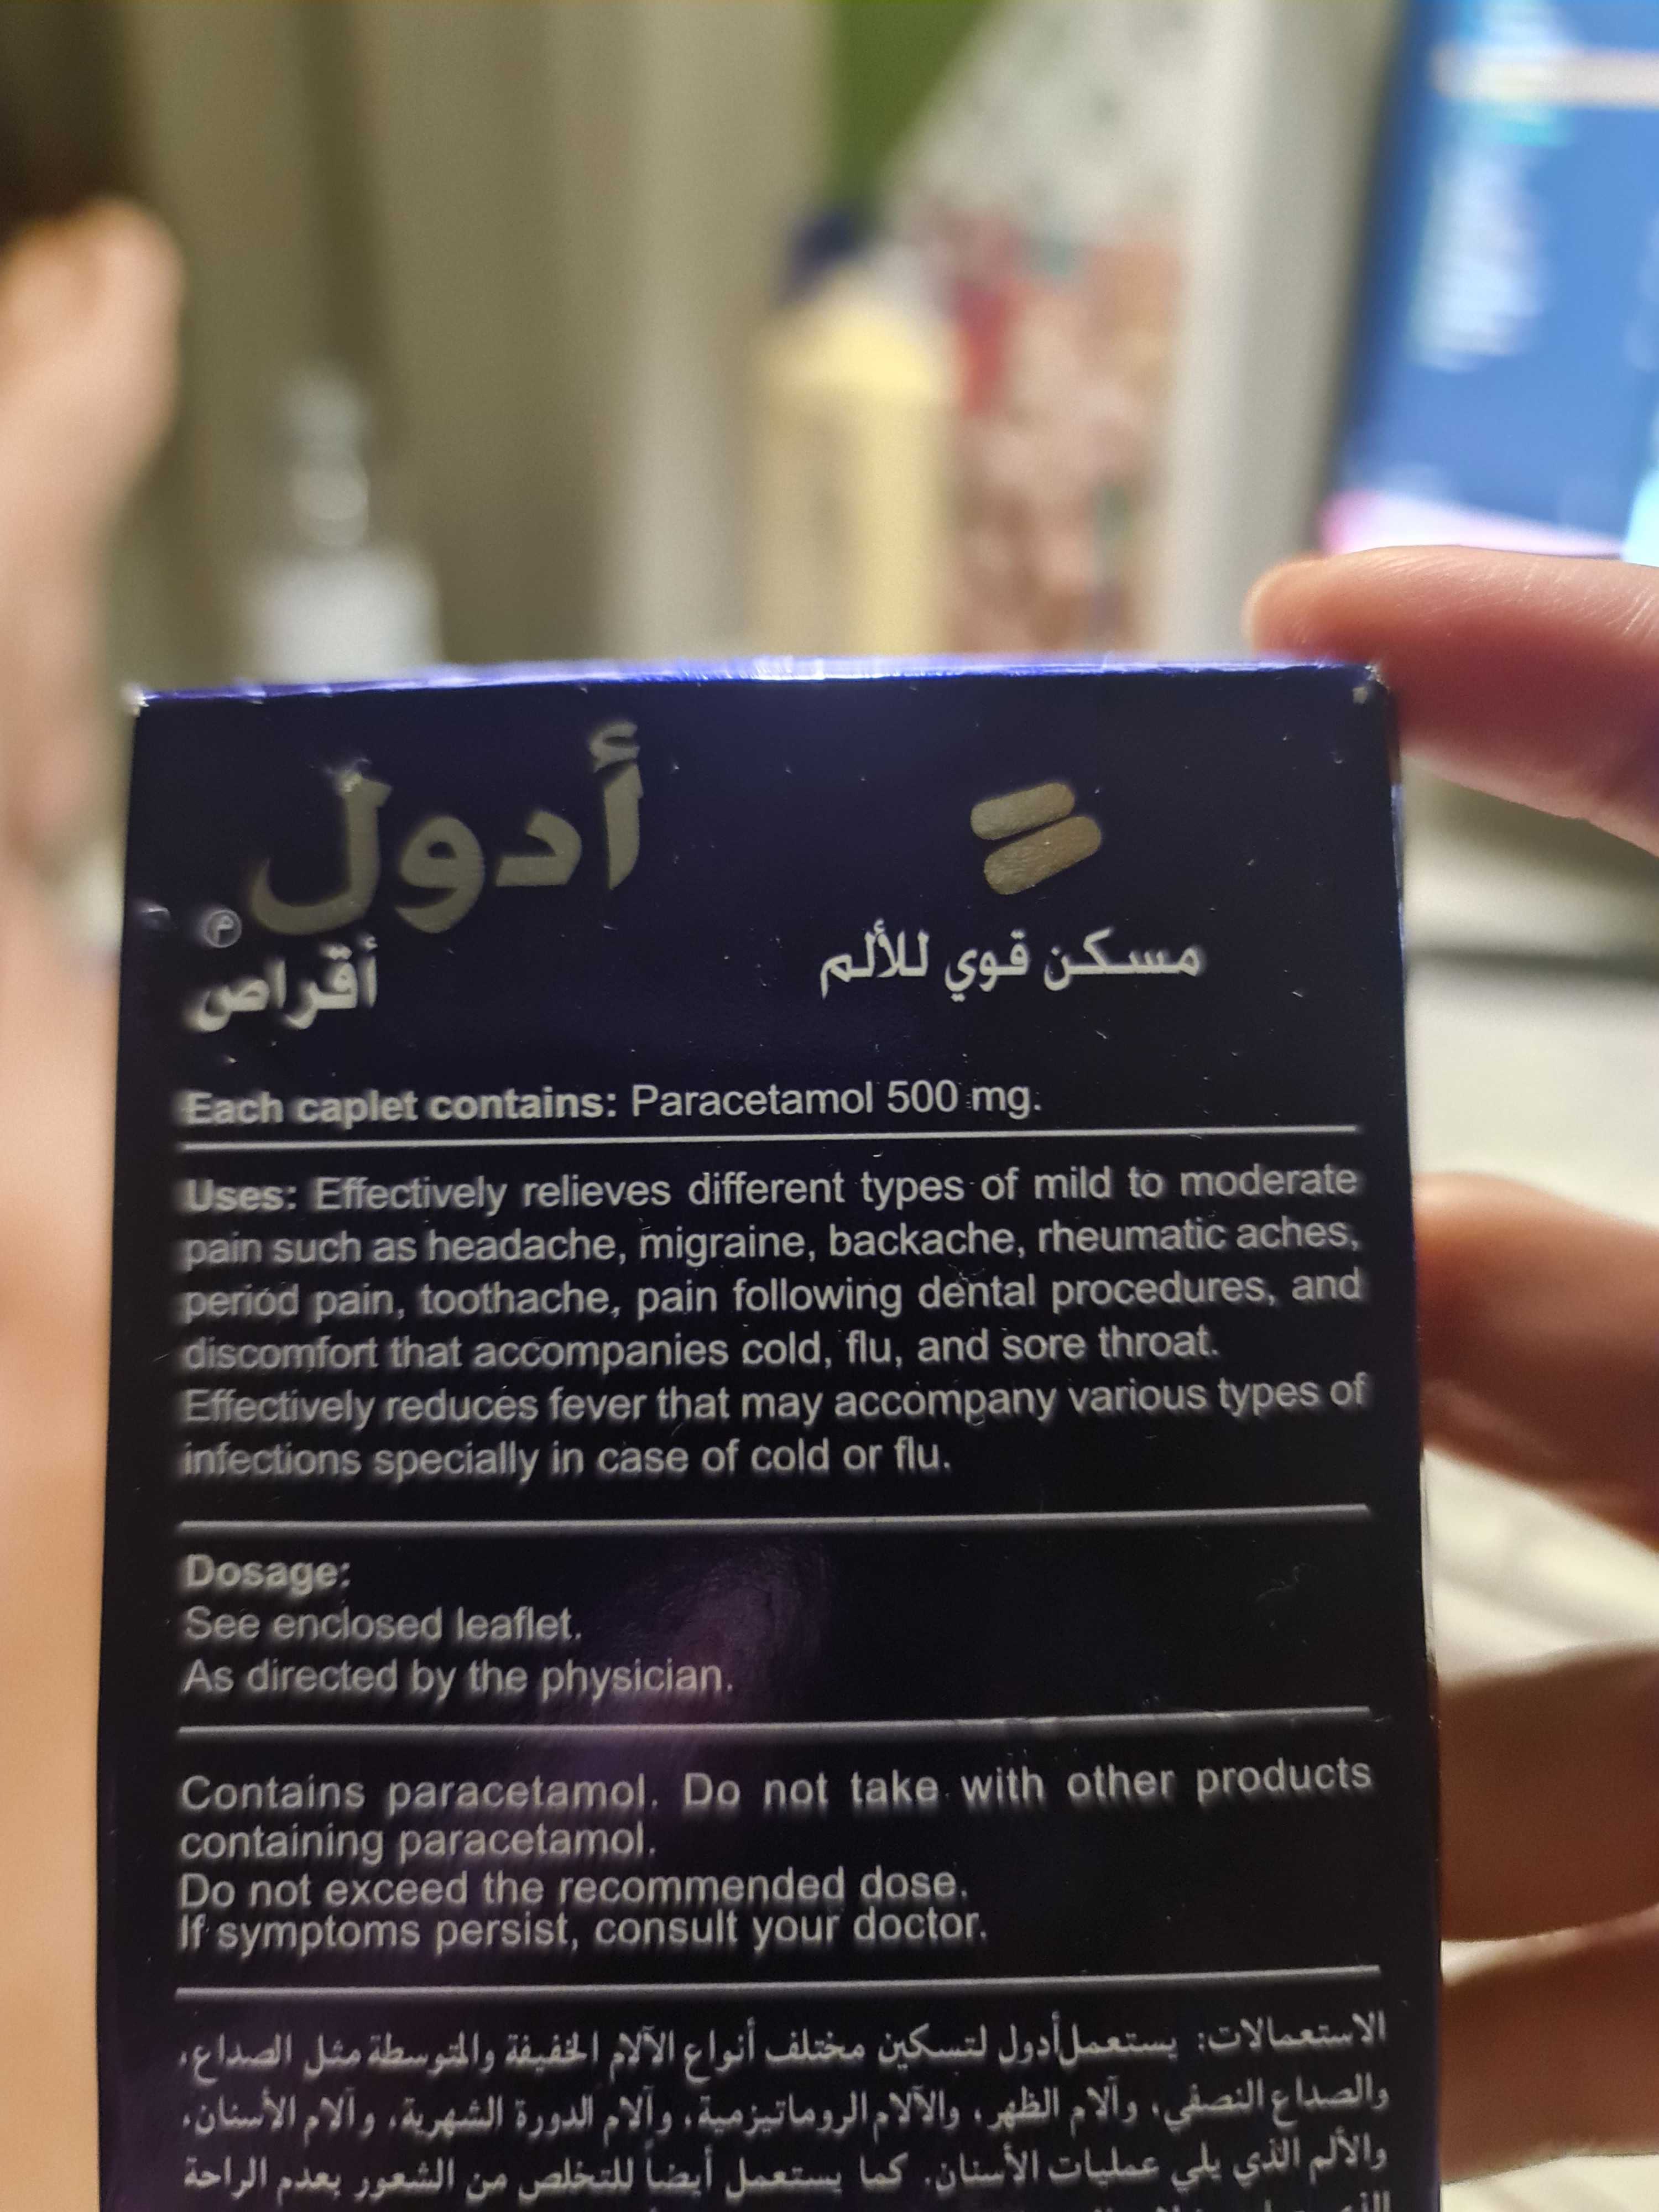 أدول
م
أقراص
مسكن قوي للألم
Each caplet contains: Paracetamol 500 mg.
Uses: Effectively relieves different types of mild to moderate
pain such as headache, migraine, backache, rheumatic aches,
period pain, toothache, pain following dental procedures, and
discomfort that accompanies cold, flu, and sore throat.
Effectively reduces fever that may accompany various types of
infections specially in case of cold or flu.
Dosage:
See enclosed leaflet.
As directed by the physician.
Contains paracetamol. Do not take with other products
containing paracetamol.
Do not exceed the recommended dose.
If symptoms persist, consult your doctor.
الاستعمالات: يستعمل أدول لتسكين مختلف أنواع الآلام الخفيفة والمتوسطة مثل الصداع،
والصداع النصفي، وآلام الظهر، والآلام الروماتيزمية، وآلام الدورة الشهرية، وآلام الأسنان،
والألم الذي يلي عمليات الأسنان. كما يستعمل أيضاً للتخلص من الشعور بعدم الراحة